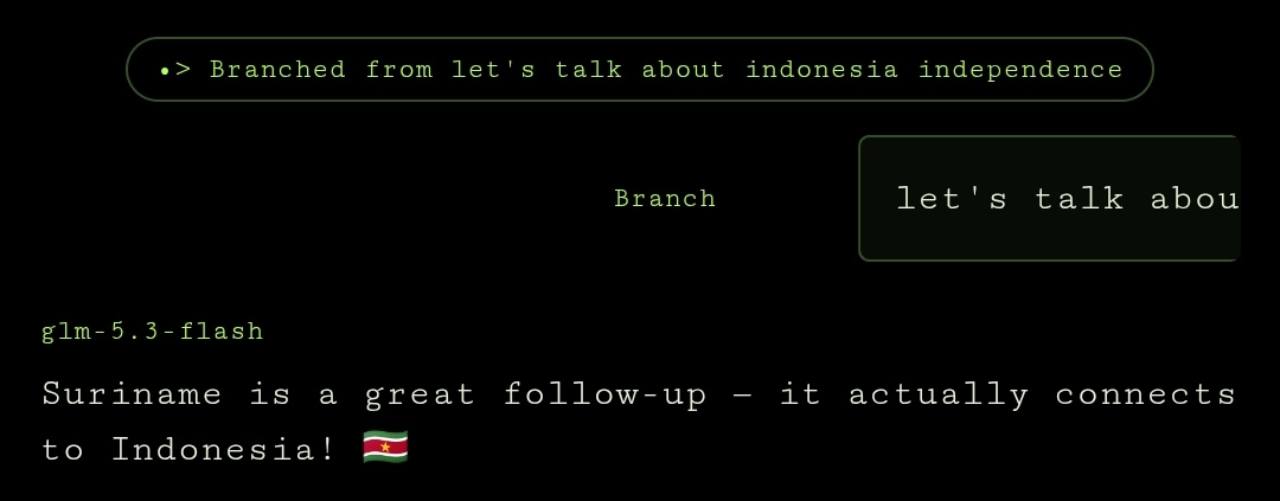 •> Branched from let's talk about indonesia independence
Branch
let's talk abou
glm-5.3-flash
Suriname is a great follow-up — it actually connects
to Indonesia! 🇸🇷